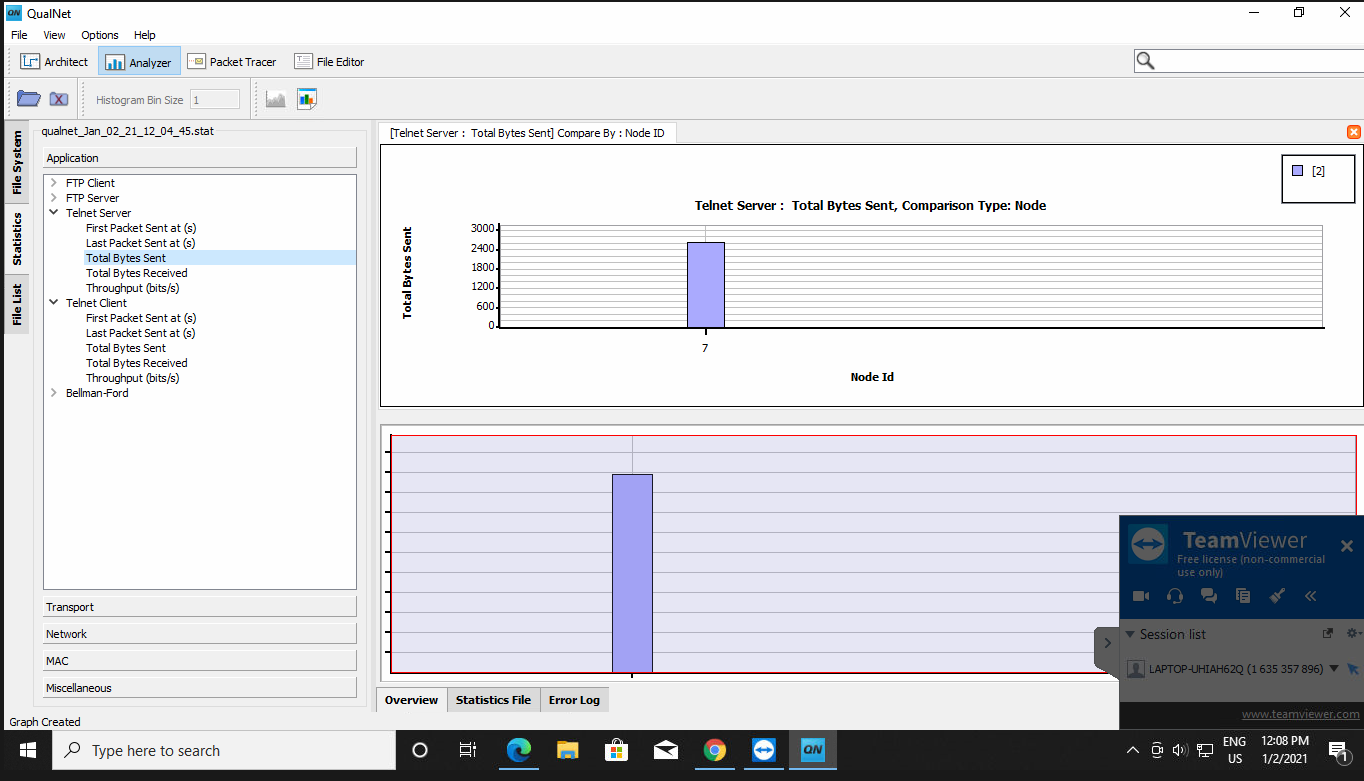 QN QualNet
File View Options Help
Architect Analyzer Packet Tracer File Editor
Histogram Bin Size 1
File System
Statistics
File List
qualnet_Jan_02_21_12_04_45.stat
Application
FTP Client
FTP Server
Telnet Server
First Packet Sent at (s)
Last Packet Sent at (s)
Total Bytes Sent
Total Bytes Received
Throughput (bits/s)
Telnet Client
First Packet Sent at (s)
Last Packet Sent at (s)
Total Bytes Sent
Total Bytes Received
Throughput (bits/s)
Bellman-Ford
Transport
Network
MAC
Miscellaneous
Graph Created
[Telnet Server : Total Bytes Sent] Compare By : Node ID
[2]
Telnet Server : Total Bytes Sent, Comparison Type: Node
Total Bytes Sent
3000
2400
1800
1200
600
0
7
Node Id
Overview Statistics File Error Log
TeamViewer
Free license (non-commercial
use only)
Session list
LAPTOP-UHIAH62Q (1 635 357 896)
www.teamviewer.com
Type here to search
QN
ENG
US
12:08 PM
1/2/2021
1